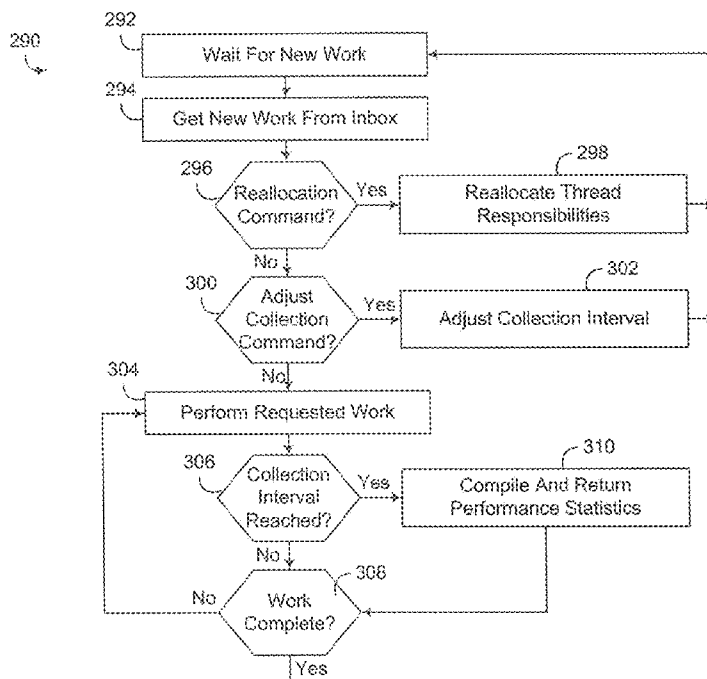 292
290
Wait For New Work
294
Get New Work From Inbox
296
Reallocation
Command?
Yes
298
Reallocate Thread
Responsibilities
No
300
Adjust
Collection
Command?
Yes
302
Adjust Collection Interval
No
304
Perform Requested Work
306
Collection
Interval
Reached?
Yes
310
Compile And Return
Performance Statistics
No
308
Work
Complete?
No
Yes